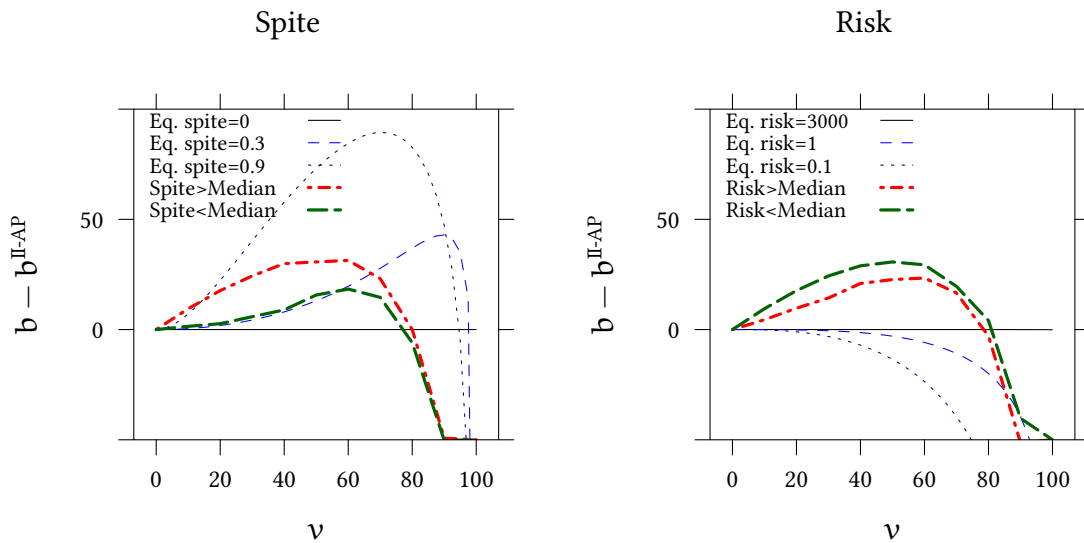 Spite
Eq. spite=0
Eq. spite=0.3
Eq. spite=0.9
Spite>Median
Spite<Median
50
0
b — b^II-AP
0 20 40 60 80 100
v
Risk
Eq. risk=3000
Eq. risk=1
Eq. risk=0.1
Risk>Median
Risk<Median
50
0
b — b^II-AP
0 20 40 60 80 100
v